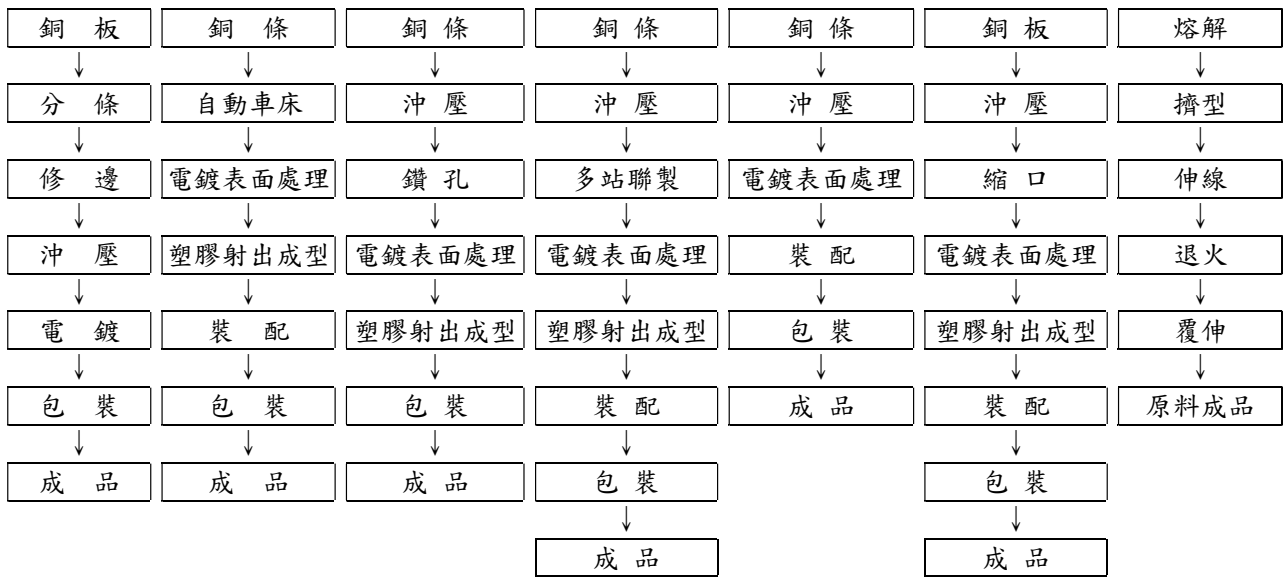 銅 板 銅 條 銅 條 銅 條 銅 條 銅 板 熔解
↓ ↓ ↓ ↓ ↓ ↓ ↓
分 條 自動車床 沖 壓 沖 壓 沖 壓 沖 壓 擠型
↓ ↓ ↓ ↓ ↓ ↓ ↓
修 邊 電鍍表面處理 鑽 孔 多站聯製 電鍍表面處理 縮 口 伸線
↓ ↓ ↓ ↓ ↓ ↓ ↓
沖 壓 塑膠射出成型 電鍍表面處理 電鍍表面處理 裝 配 電鍍表面處理 退火
↓ ↓ ↓ ↓ ↓ ↓ ↓
電 鍍 裝 配 塑膠射出成型 塑膠射出成型 包 裝 塑膠射出成型 覆伸
↓ ↓ ↓ ↓ ↓ ↓ ↓
包 裝 包 裝 包 裝 裝 配 成 品 裝 配 原料成品
↓ ↓ ↓ ↓ ↓
成 品 成 品 成 品 包 裝 包 裝
↓ ↓
成 品 成 品